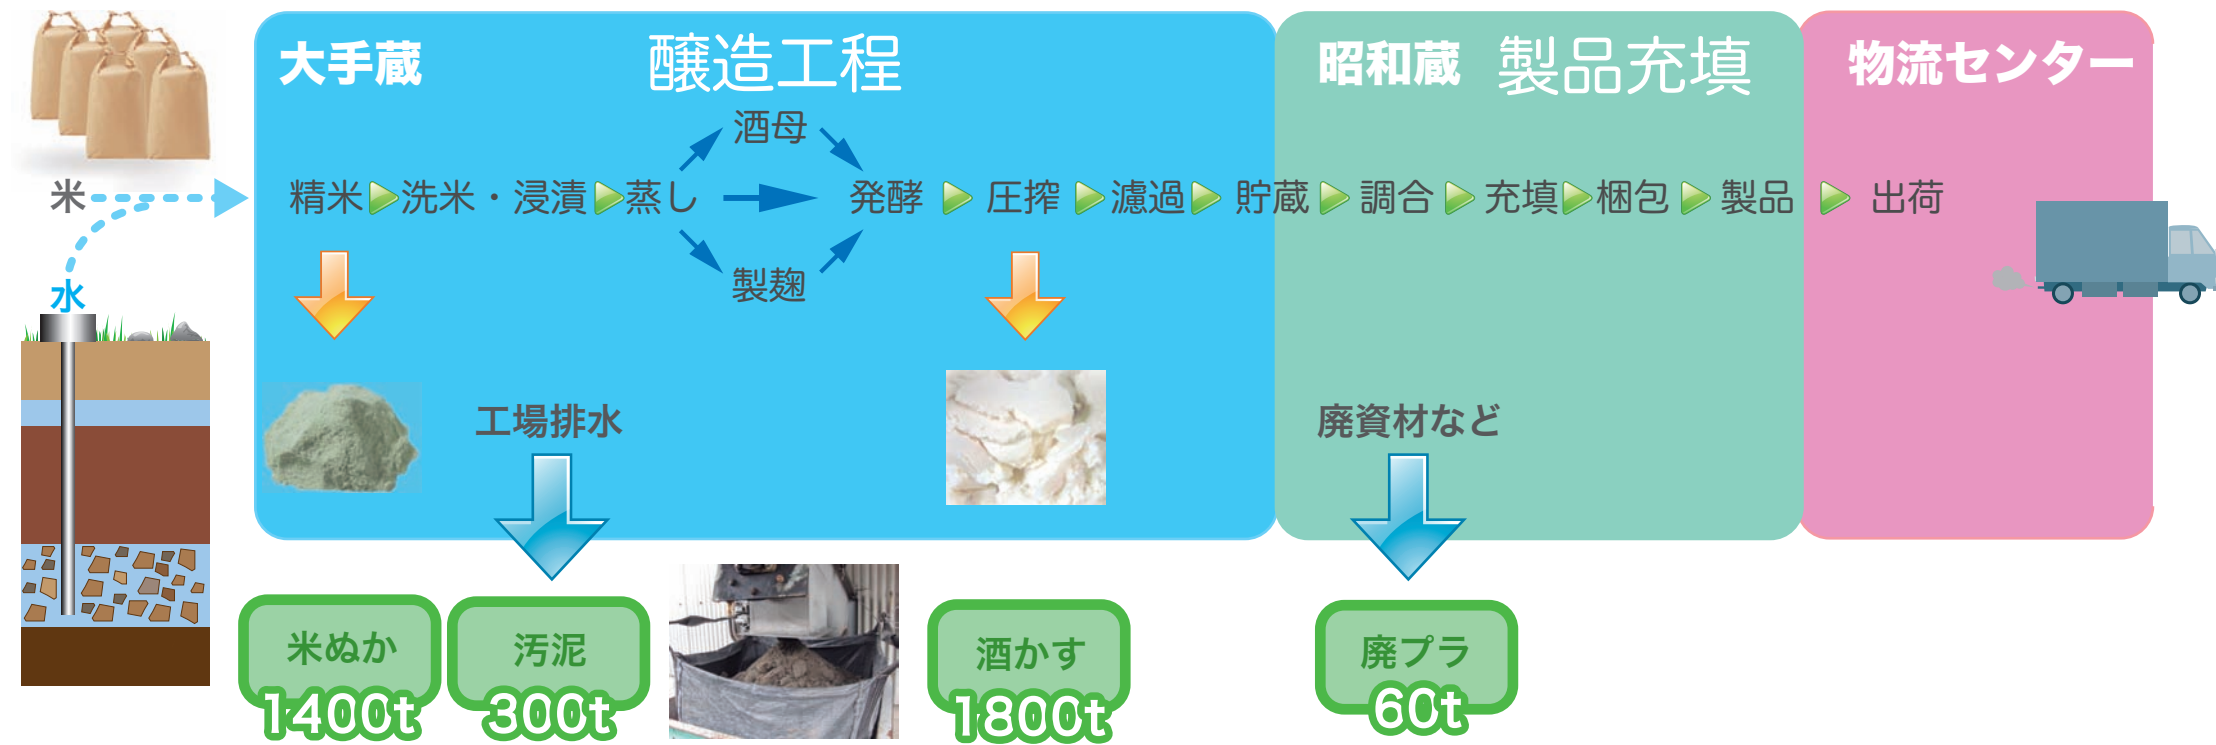 大手蔵 醸造工程 昭和蔵 製品充填 物流センター
酒母
米 精米 洗米・浸漬 蒸し 発酵 圧搾 濾過 貯蔵 調合 充填 梱包 製品 出荷
製麹
水
工場排水 廃資材など
米ぬか 汚泥 酒かす 廃プラ
1400t 300t 1800t 60t